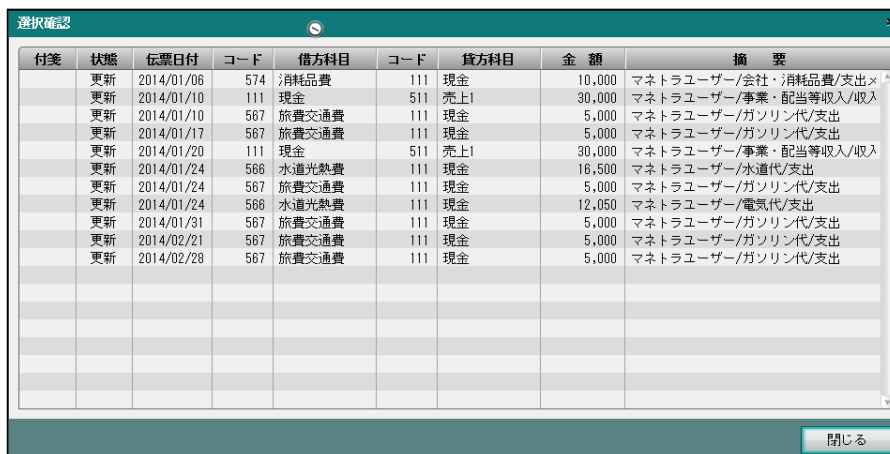 選択確認
付箋 状態 伝票日付 コード 借方科目 コード 貸方科目 金 額 摘 要
更新 2014/01/06 574 消耗品費 111 現金 10,000 マネトラユーザー/会社・消耗品費/支出メ
更新 2014/01/10 111 現金 511 売上1 30,000 マネトラユーザー/事業・配当等収入/収入
更新 2014/01/10 567 旅費交通費 111 現金 5,000 マネトラユーザー/ガソリン代/支出
更新 2014/01/17 567 旅費交通費 111 現金 5,000 マネトラユーザー/ガソリン代/支出
更新 2014/01/20 111 現金 511 売上1 30,000 マネトラユーザー/事業・配当等収入/収入
更新 2014/01/24 566 水道光熱費 111 現金 16,500 マネトラユーザー/水道代/支出
更新 2014/01/24 567 旅費交通費 111 現金 5,000 マネトラユーザー/ガソリン代/支出
更新 2014/01/24 566 水道光熱費 111 現金 12,050 マネトラユーザー/電気代/支出
更新 2014/01/31 567 旅費交通費 111 現金 5,000 マネトラユーザー/ガソリン代/支出
更新 2014/02/21 567 旅費交通費 111 現金 5,000 マネトラユーザー/ガソリン代/支出
更新 2014/02/28 567 旅費交通費 111 現金 5,000 マネトラユーザー/ガソリン代/支出
閉じる